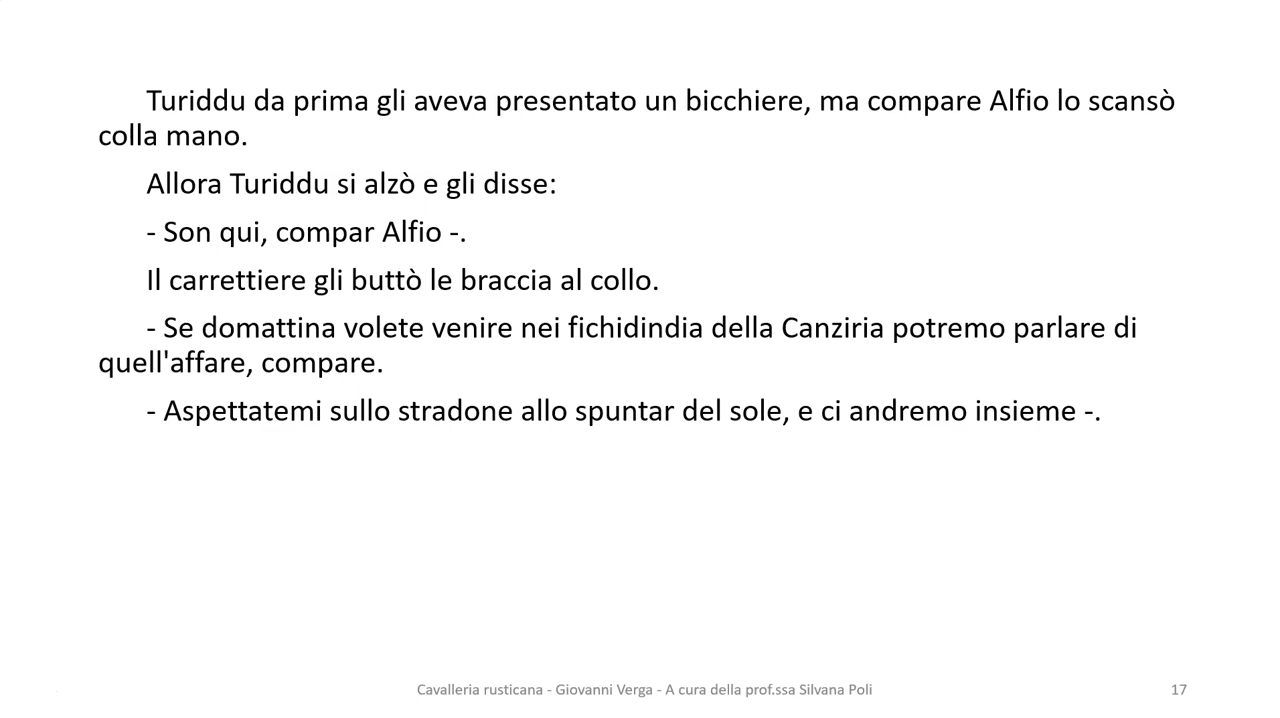 Turiddu da prima gli aveva presentato un bicchiere, ma compare Alfio lo scansò
colla mano.
Allora Turiddu si alzò e gli disse:
- Son qui, compar Alfio -.
Il carrettiere gli buttò le braccia al collo.
- Se domattina volete venire nei fichidindia della Canziria potremo parlare di
quell'affare, compare.
- Aspettatemi sullo stradone allo spuntar del sole, e ci andremo insieme -.
Cavalleria rusticana - Giovanni Verga - A cura della prof.ssa Silvana Poli
17